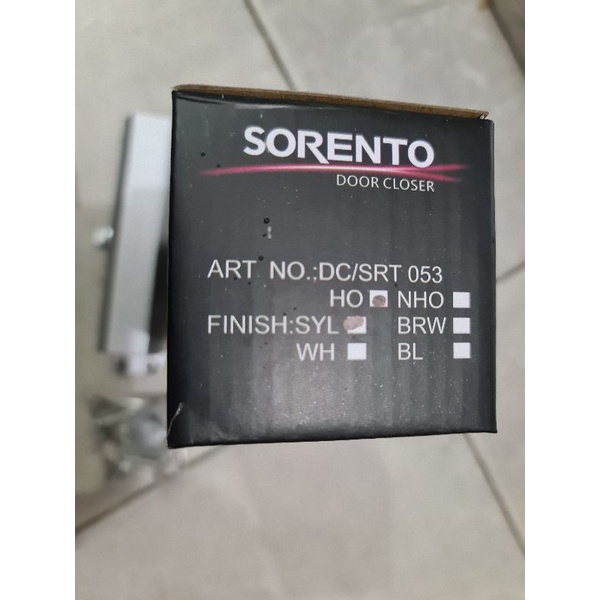 SORENTO
DOOR CLOSER
ART NO.:DC/SRT 053
HO NHO
FINISH:SYL BRW
WH BL